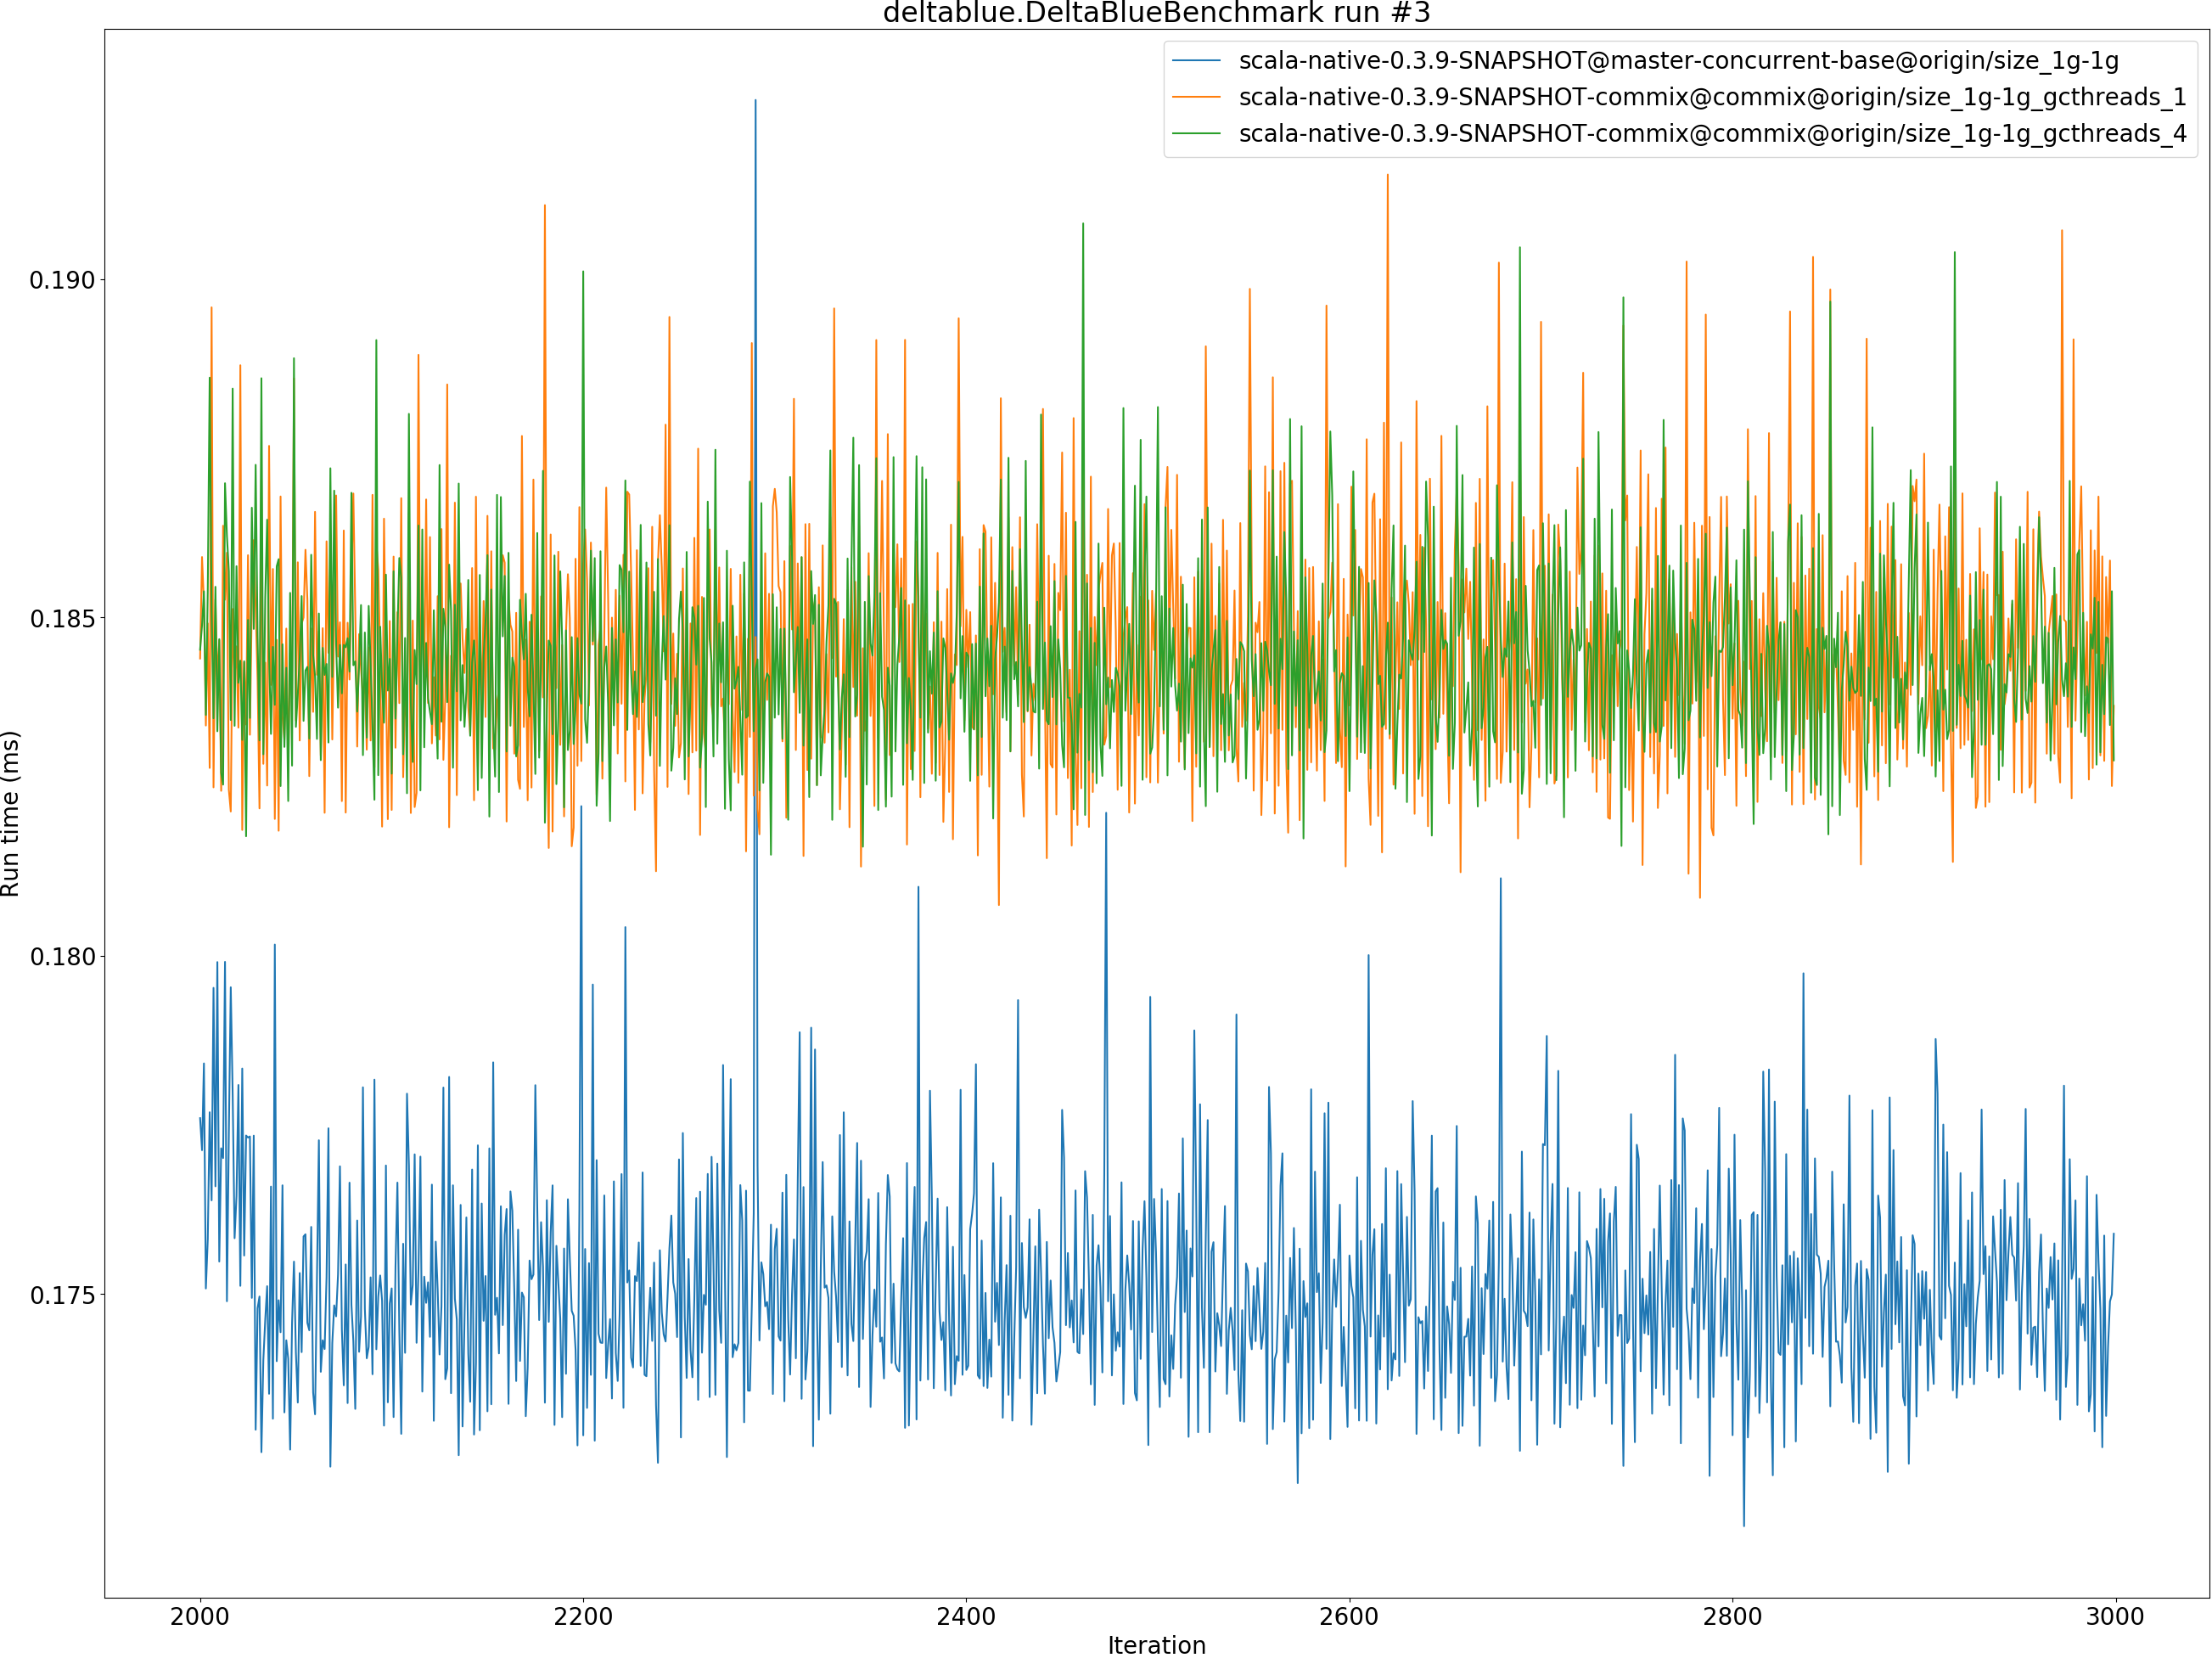 deltablue.DeltaBlueBenchmark run #3
scala-native-0.3.9-SNAPSHOT@master-concurrent-base@origin/size_1g-1g
scala-native-0.3.9-SNAPSHOT-commix@commix@origin/size_1g-1g_gcthreads_1
scala-native-0.3.9-SNAPSHOT-commix@commix@origin/size_1g-1g_gcthreads_4
Run time (ms)
0.190
0.185
0.180
0.175
2000 2200 2400 2600 2800 3000
Iteration